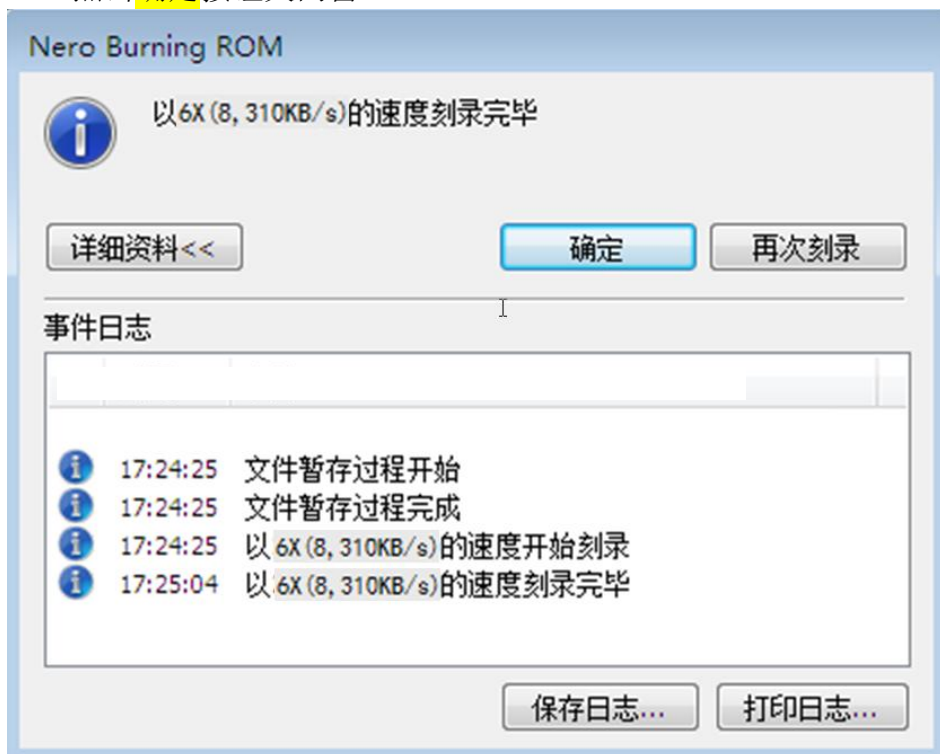 Nero Burning ROM
以6X(8,310KB/s)的速度刻录完毕
详细资料<< 确定 再次刻录
事件日志
17:24:25 文件暂存过程开始
17:24:25 文件暂存过程完成
17:24:25 以6X(8,310KB/s)的速度开始刻录
17:25:04 以6X(8,310KB/s)的速度刻录完毕
保存日志... 打印日志...